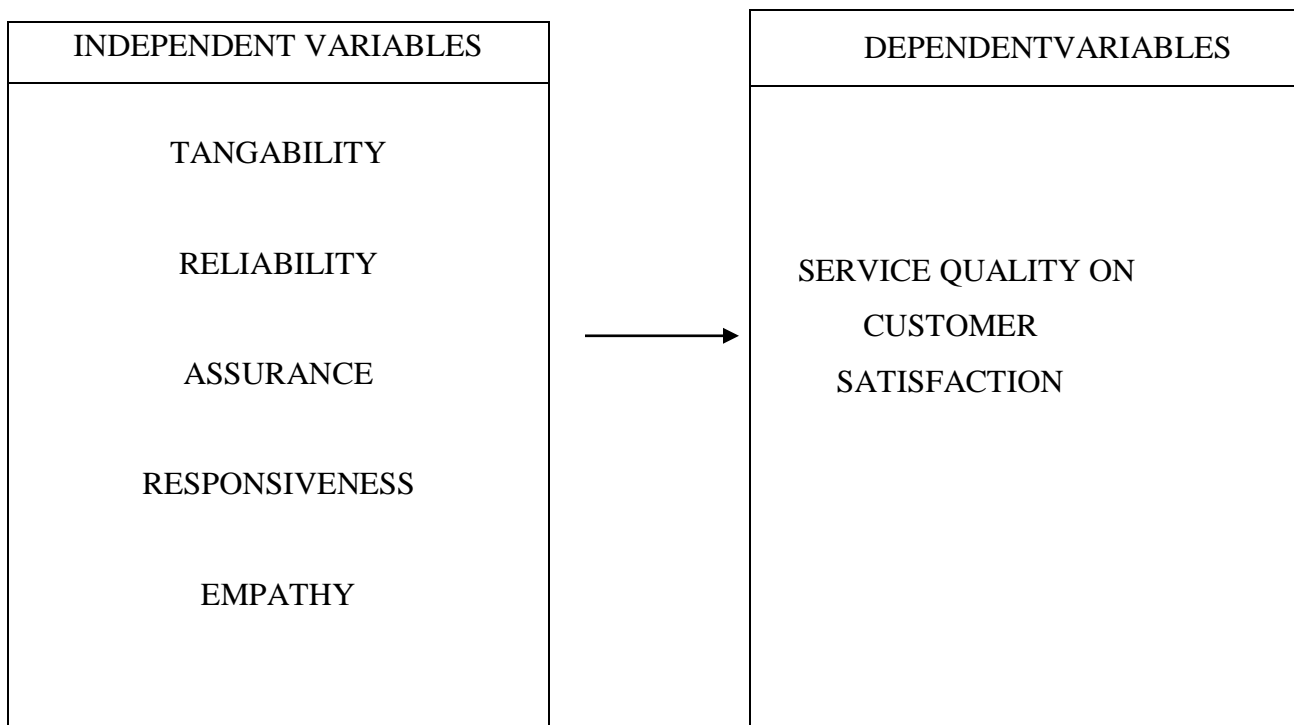 INDEPENDENT VARIABLES
TANGABILITY
RELIABILITY
ASSURANCE
RESPONSIVENESS
EMPATHY
DEPENDENTVARIABLES
SERVICE QUALITY ON
CUSTOMER
SATISFACTION